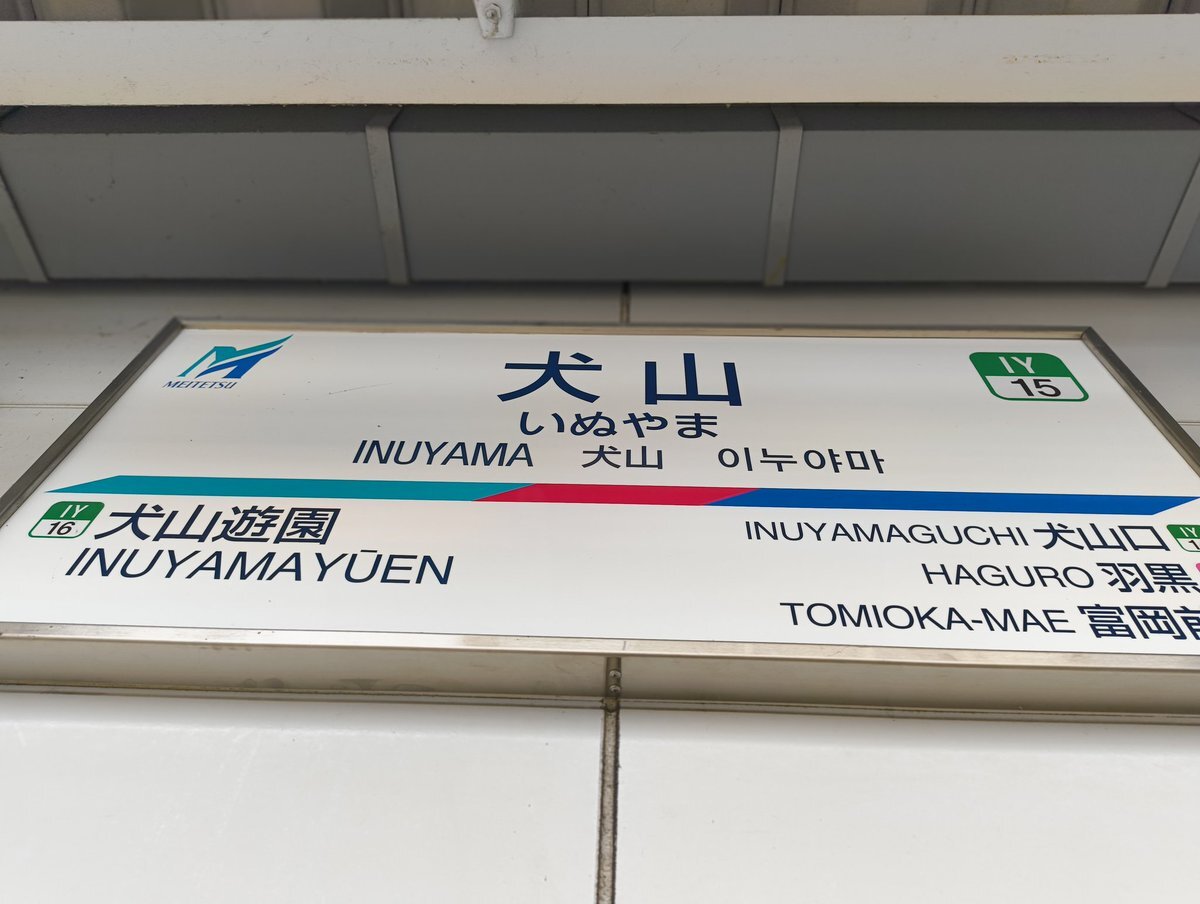 MEITETSU
犬山
IY
15
いぬやま
INUYAMA 犬山 이누야마
IY
16
犬山遊園
INUYAMAYŪEN
INUYAMAGUCHI 犬山口
IY
HAGURO 羽黒
TOMIOKA-MAE 富岡前